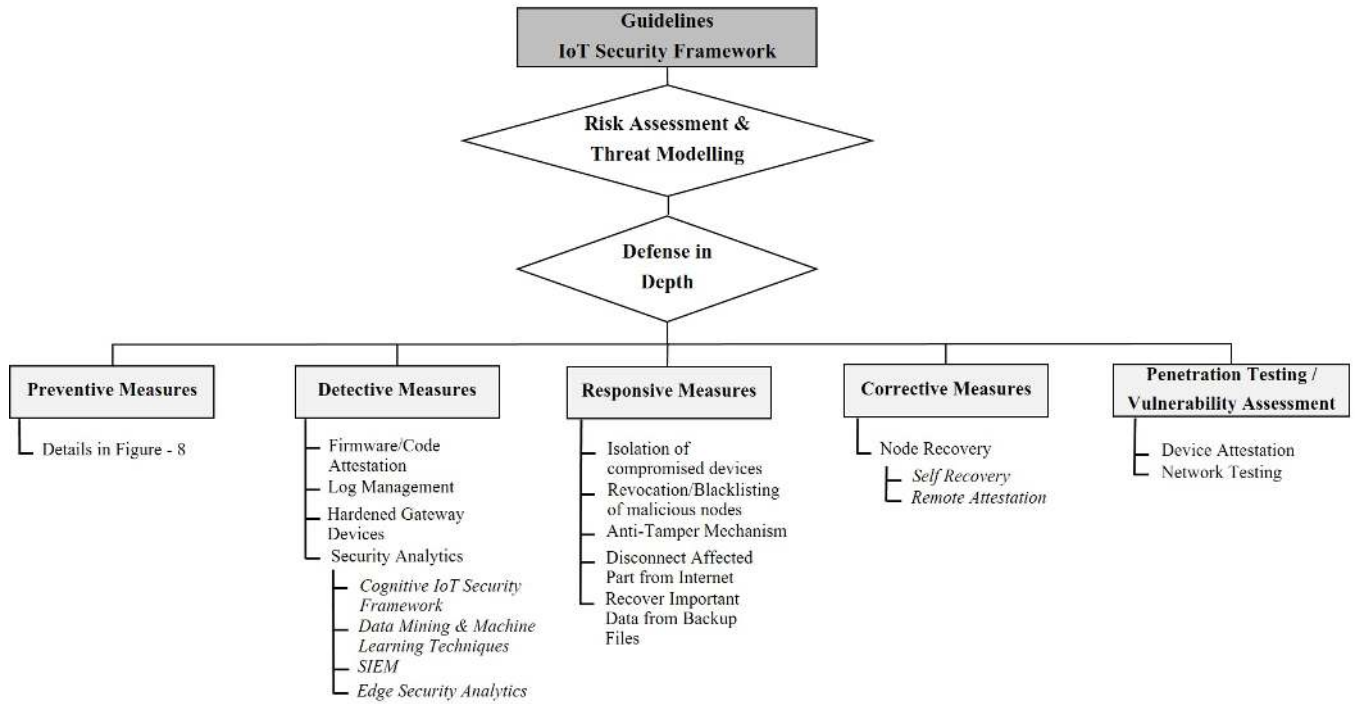 Guidelines
IoT Security Framework
Risk Assessment &
Threat Modelling
Defense in
Depth
Preventive Measures
Details in Figure - 8
Detective Measures
Firmware/Code
Attestation
Log Management
Hardened Gateway
Devices
Security Analytics
Cognitive IoT Security
Framework
Data Mining & Machine
Learning Techniques
SIEM
Edge Security Analytics
Responsive Measures
Isolation of
compromised devices
Revocation/Blacklisting
of malicious nodes
Anti-Tamper Mechanism
Disconnect Affected
Part from Internet
Recover Important
Data from Backup
Files
Corrective Measures
Node Recovery
Self Recovery
Remote Attestation
Penetration Testing /
Vulnerability Assessment
Device Attestation
Network Testing